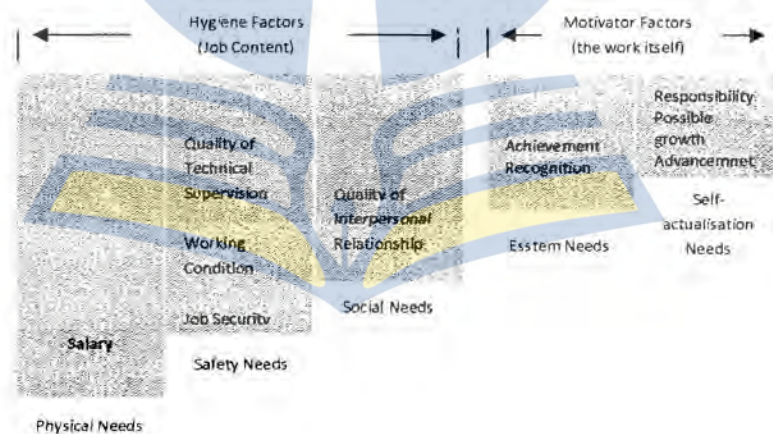 Hygiene Factors
(Job Content)
Motivator Factors
(the work itself)
Salary
Physical Needs
Quality of
Technical
Supervision
Working
Condition
Job Security
Safety Needs
Quality of
Interpersonal
Relationship
Social Needs
Achievement
Recognition
Esstem Needs
Responsibility
Possible
growth
Advancemnet
Self-
actualisation
Needs